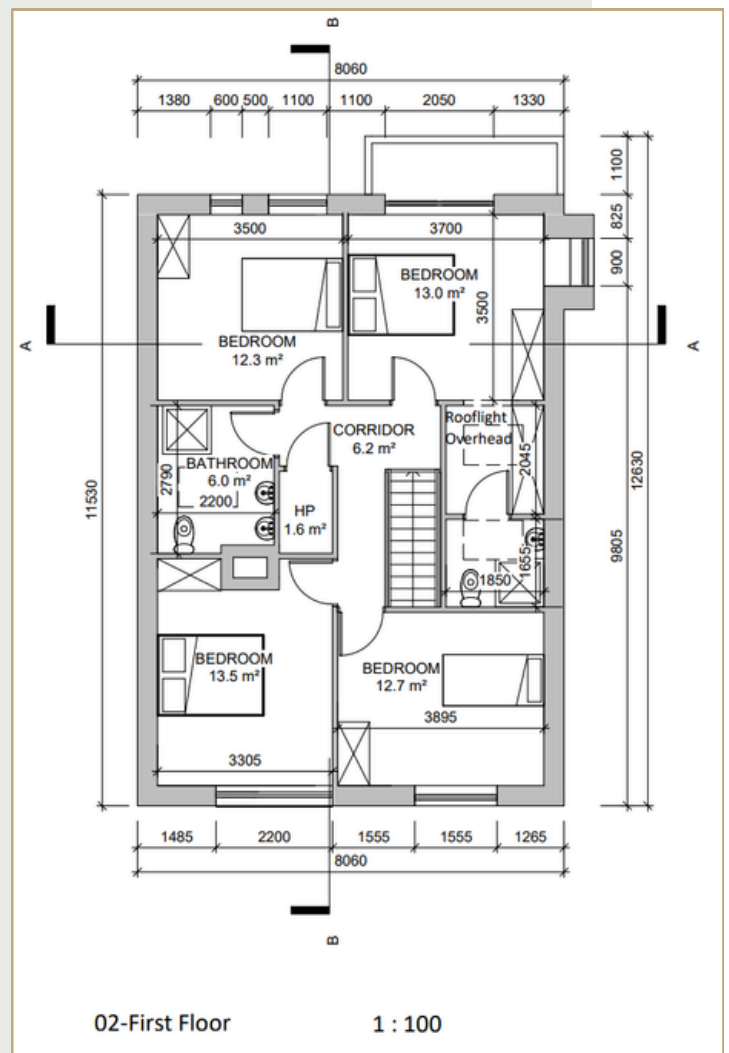 B
8060
1380 600 500 1100 1100 2050 1330
1100
825
900
3500
3700
BEDROOM
13.0 m²
3500
BEDROOM
12.3 m²
A
A
CORRIDOR
6.2 m²
Rooflight
Overhead
2045
BATHROOM
6.0 m²
2790
2200
HP
1.6 m²
11530
12630
9805
1655
1850
BEDROOM
13.5 m²
BEDROOM
12.7 m²
3895
3305
1485 2200 1555 1555 1265
8060
B
02-First Floor 1 : 100